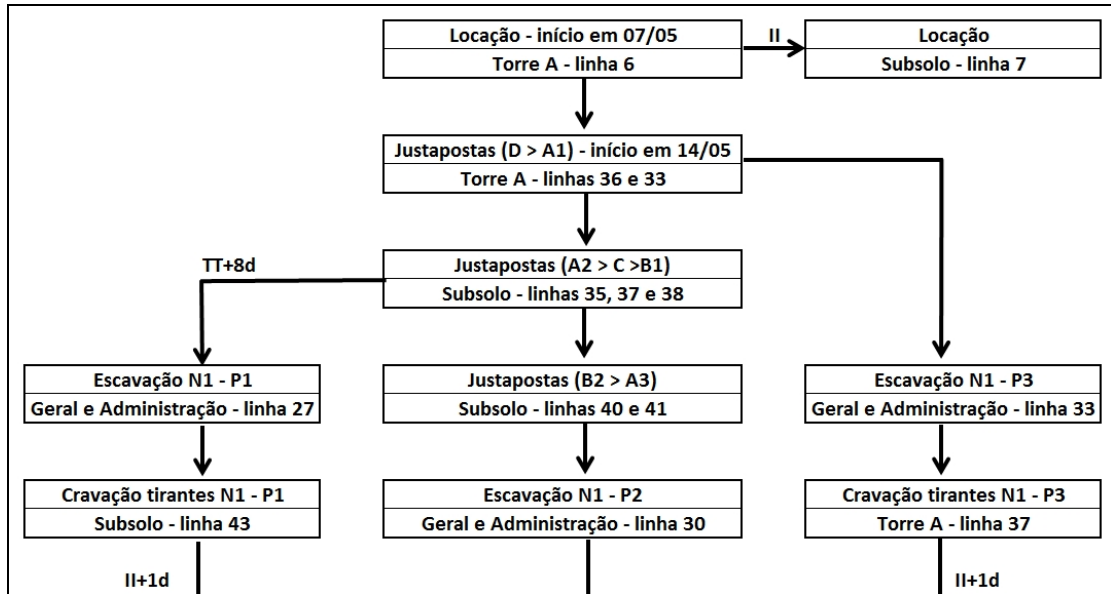 Locação - início em 07/05
Torre A - linha 6
II
Locação
Subsolo - linha 7
Justapostas (D > A1) - início em 14/05
Torre A - linhas 36 e 33
TT+8d
Justapostas (A2 > C >B1)
Subsolo - linhas 35, 37 e 38
Escavação N1 - P1
Geral e Administração - linha 27
Justapostas (B2 > A3)
Subsolo - linhas 40 e 41
Escavação N1 - P3
Geral e Administração - linha 33
Cravação tirantes N1 - P1
Subsolo - linha 43
Escavação N1 - P2
Geral e Administração - linha 30
Cravação tirantes N1 - P3
Torre A - linha 37
II+1d
II+1d